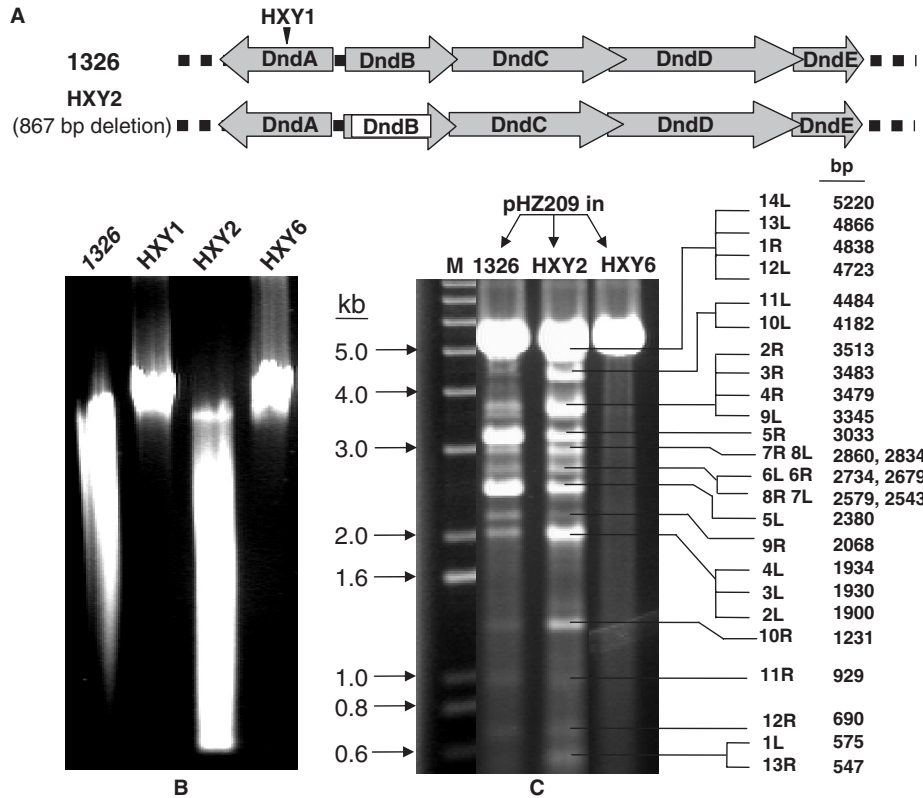 A
HXY1
1326 DndA DndB DndC DndD DndE
HXY2
(867 bp deletion) DndA DndB DndC DndD DndE
1326 HXY1 HXY2 HXY6
B
pHZ209 in
M 1326 HXY2 HXY6
kb
5.0
4.0
3.0
2.0
1.6
1.0
0.8
0.6
bp
14L 5220
13L 4866
1R 4838
12L 4723
11L 4484
10L 4182
2R 3513
3R 3483
4R 3479
9L 3345
5R 3033
7R 8L 2860, 2834
6L 6R 2734, 2679
8R 7L 2579, 2543
5L 2380
9R 2068
4L 1934
3L 1930
2L 1900
10R 1231
11R 929
12R 690
1L 575
13R 547
C